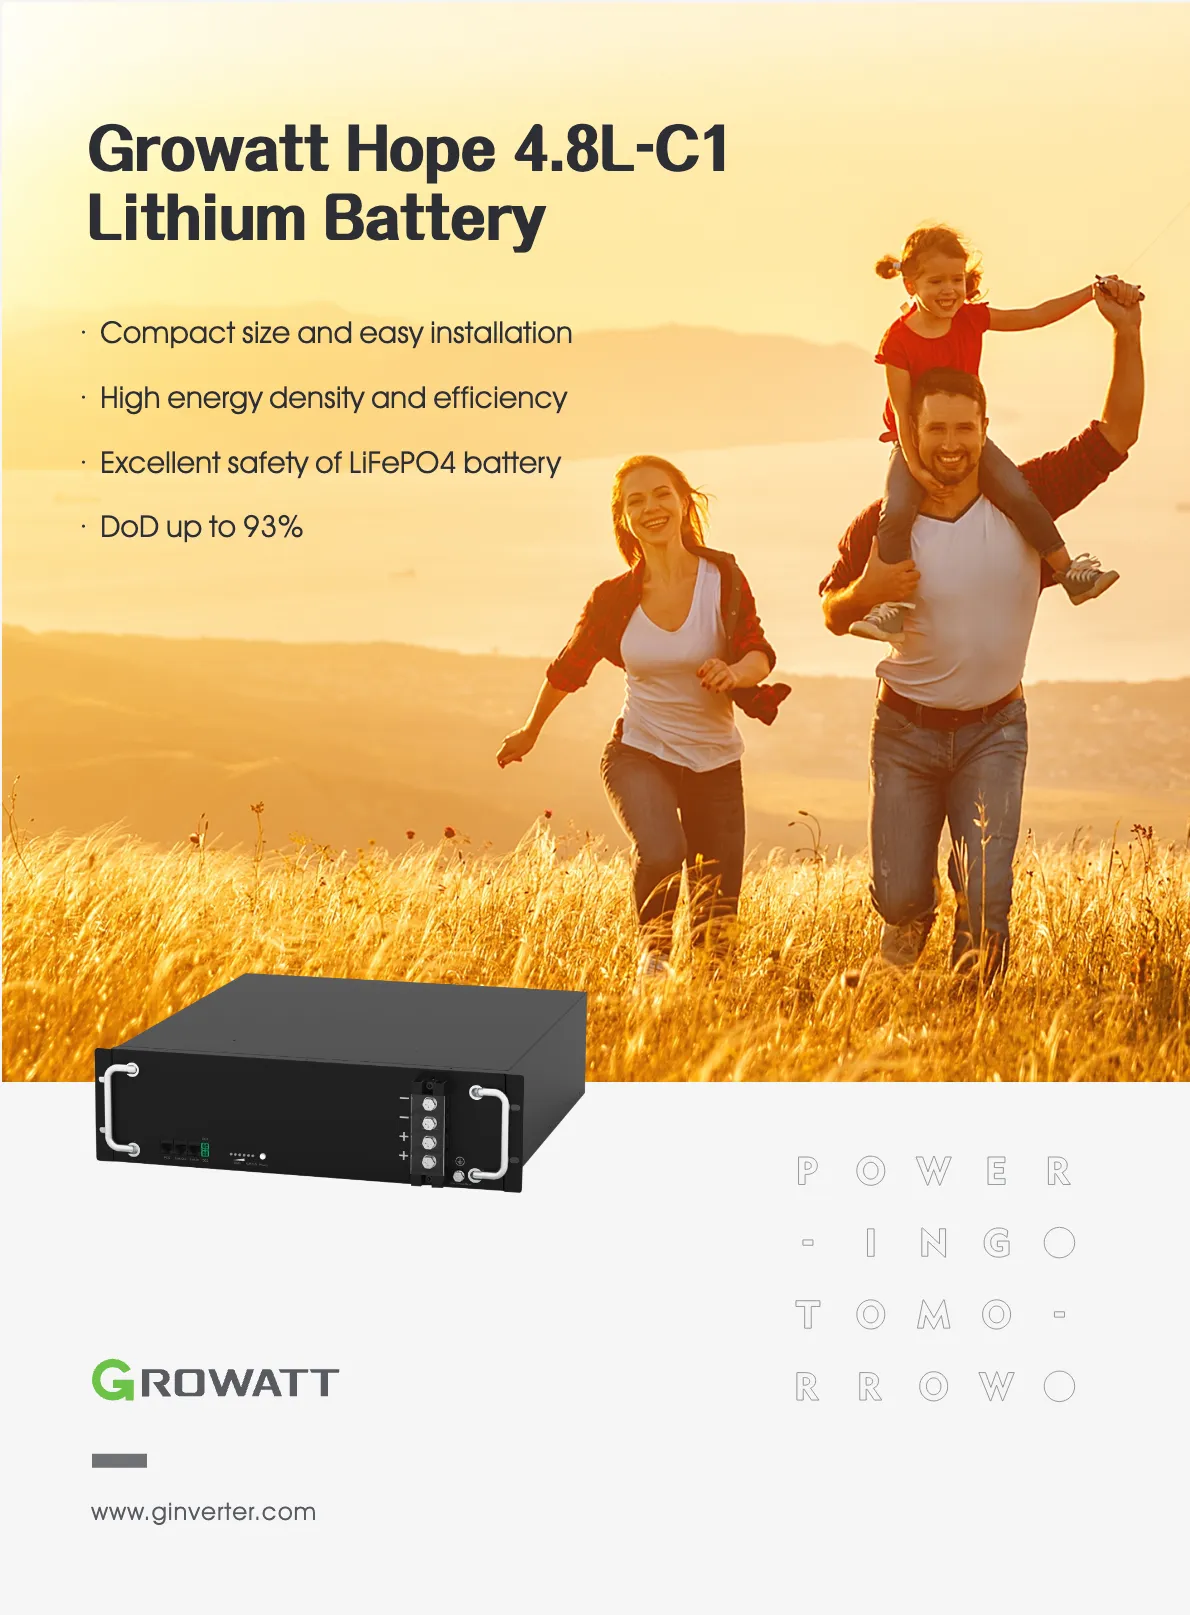 Growatt Hope 4.8L-C1
Lithium Battery
· Compact size and easy installation
· High energy density and efficiency
· Excellent safety of LiFePO4 battery
· DoD up to 93%
P O W E R
- I N G
T O M O -
R R O W
GROWATT
www.ginverter.com